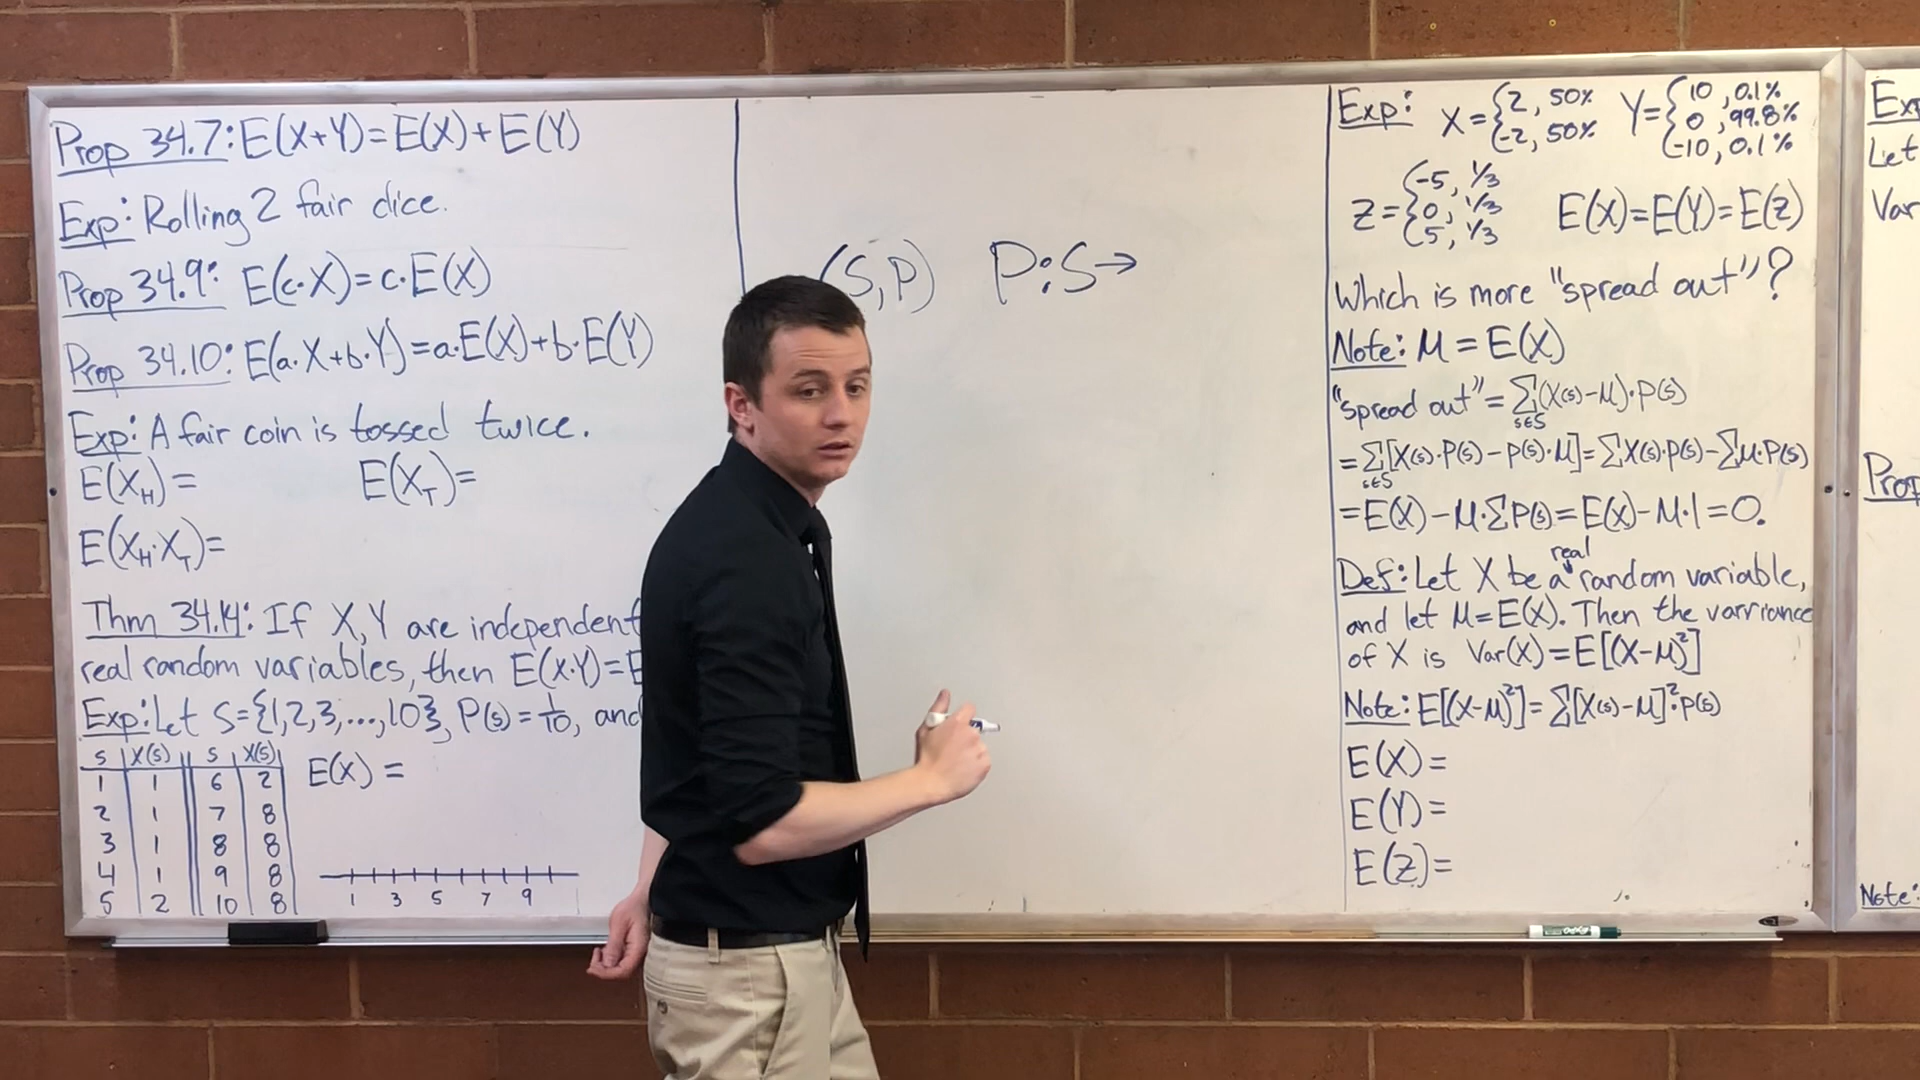 Prop 34.7: E(X+Y)=E(X)+E(Y)
Exp: Rolling 2 fair dice.
Prop 34.9: E(c·X)=c·E(X)
Prop 34.10: E(a·X+b·Y)=a·E(X)+b·E(Y)
Exp: A fair coin is tossed twice.
E(X_H)= E(X_T)=
E(X_H·X_T)=
Thm 34.14: If X,Y are independent
real random variables, then E(X·Y)=E
Exp: Let S={1,2,3,...,10}, P(s)=1/10, and
s X(s) s X(s)
1 1 6 2
2 1 7 8
3 1 8 8
4 1 9 8
5 2 10 8
E(X)=
1 3 5 7 9
(S,P) P:S→
Exp: X={2, 50% Y={10, 0.1%
-2, 50% 0, 99.8%
-10, 0.1%
Z={-5, 1/3
0, 1/3
5, 1/3
E(X)=E(Y)=E(Z)
Which is more "spread out"?
Note: M=E(X)
"spread out"=∑(X(s)-M)·P(s)
s∈S
=∑[X(s)·P(s)-P(s)·M]=∑X(s)·P(s)-∑M·P(s)
s∈S
=E(X)-M·∑P(s)=E(X)-M·1=0.
Def: Let X be a real random variable,
and let M=E(X). Then the varriance
of X is Var(X)=E[(X-M)²]
Note: E[(X-M)²]=∑[X(s)-M]²·P(s)
E(X)=
E(Y)=
E(Z)=
EXPO
Exp
Let
Var
Prop
Note: